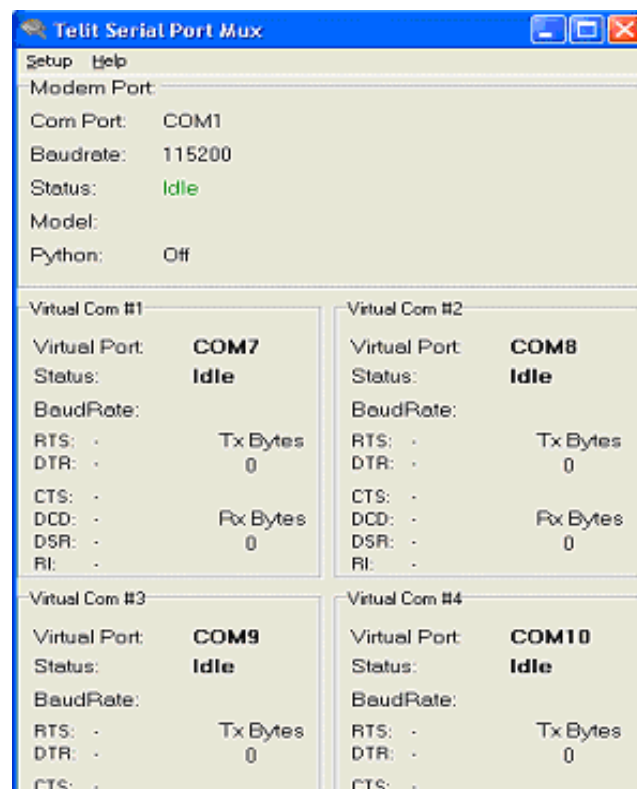 Telit Serial Port Mux
Setup Help
Modem Port
Com Port: COM1
Baudrate: 115200
Status: Idle
Model:
Python: Off
Virtual Com #1
Virtual Port COM7
Status: Idle
BaudRate:
RTS: - Tx Bytes
DTR: - 0
CTS: -
DCD: - Rx Bytes
DSR: - 0
RI: -
Virtual Com #2
Virtual Port COM8
Status: Idle
BaudRate:
RTS: - Tx Bytes
DTR: - 0
CTS: -
DCD: - Rx Bytes
DSR: - 0
RI: -
Virtual Com #3
Virtual Port COM9
Status: Idle
BaudRate:
RTS: - Tx Bytes
DTR: - 0
CTS: -
Virtual Com #4
Virtual Port COM10
Status: Idle
BaudRate:
RTS: - Tx Bytes
DTR: - 0
CTS: -